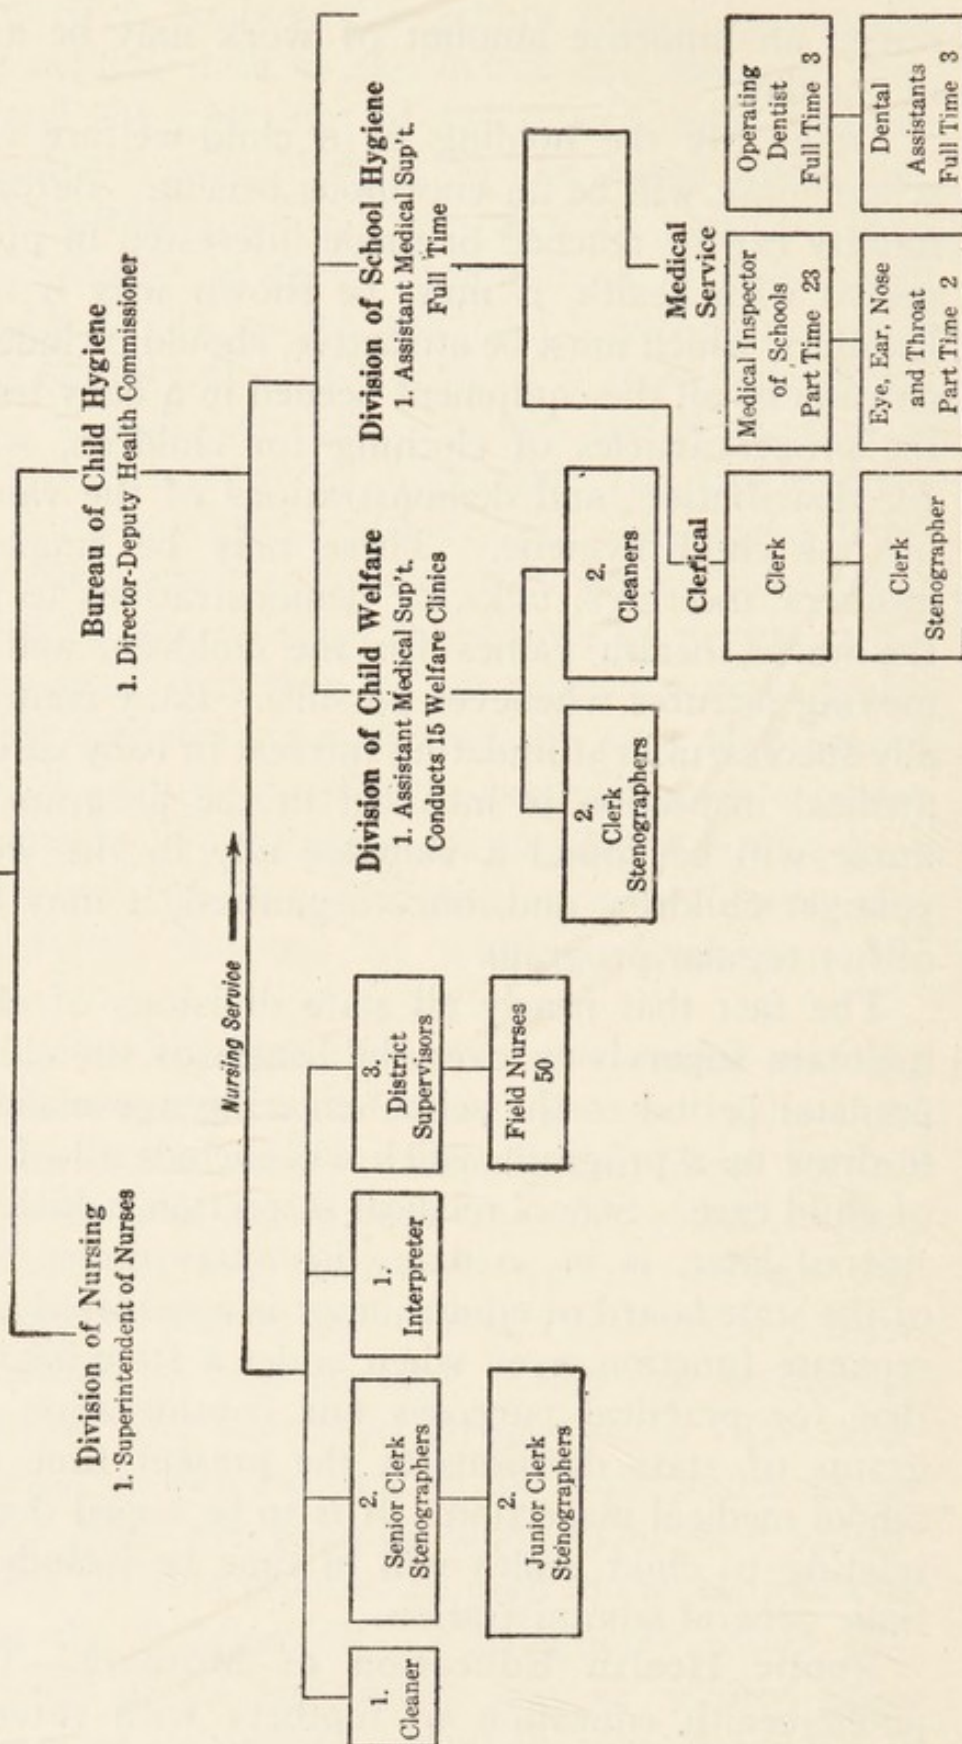 Division of Nursing
1. Superintendent of Nurses
Bureau of Child Hygiene
1. Director-Deputy Health Commissioner
Nursing Service
1.
Cleaner
2.
Senior Clerk
Stenographers
2.
Junior Clerk
Stenographers
1.
Interpreter
3.
District
Supervisors
Field Nurses
50
Division of Child Welfare
1. Assistant Medical Sup't.
Conducts 15 Welfare Clinics
2.
Clerk
Stenographers
2.
Cleaners
Division of School Hygiene
1. Assistant Medical Sup't.
Full Time
Clerical
Clerk
Clerk
Stenographer
Medical
Service
Medical Inspector
of Schools
Part Time 23
Eye, Ear, Nose
and Throat
Part Time 2
Operating
Dentist
Full Time 3
Dental
Assistants
Full Time 3